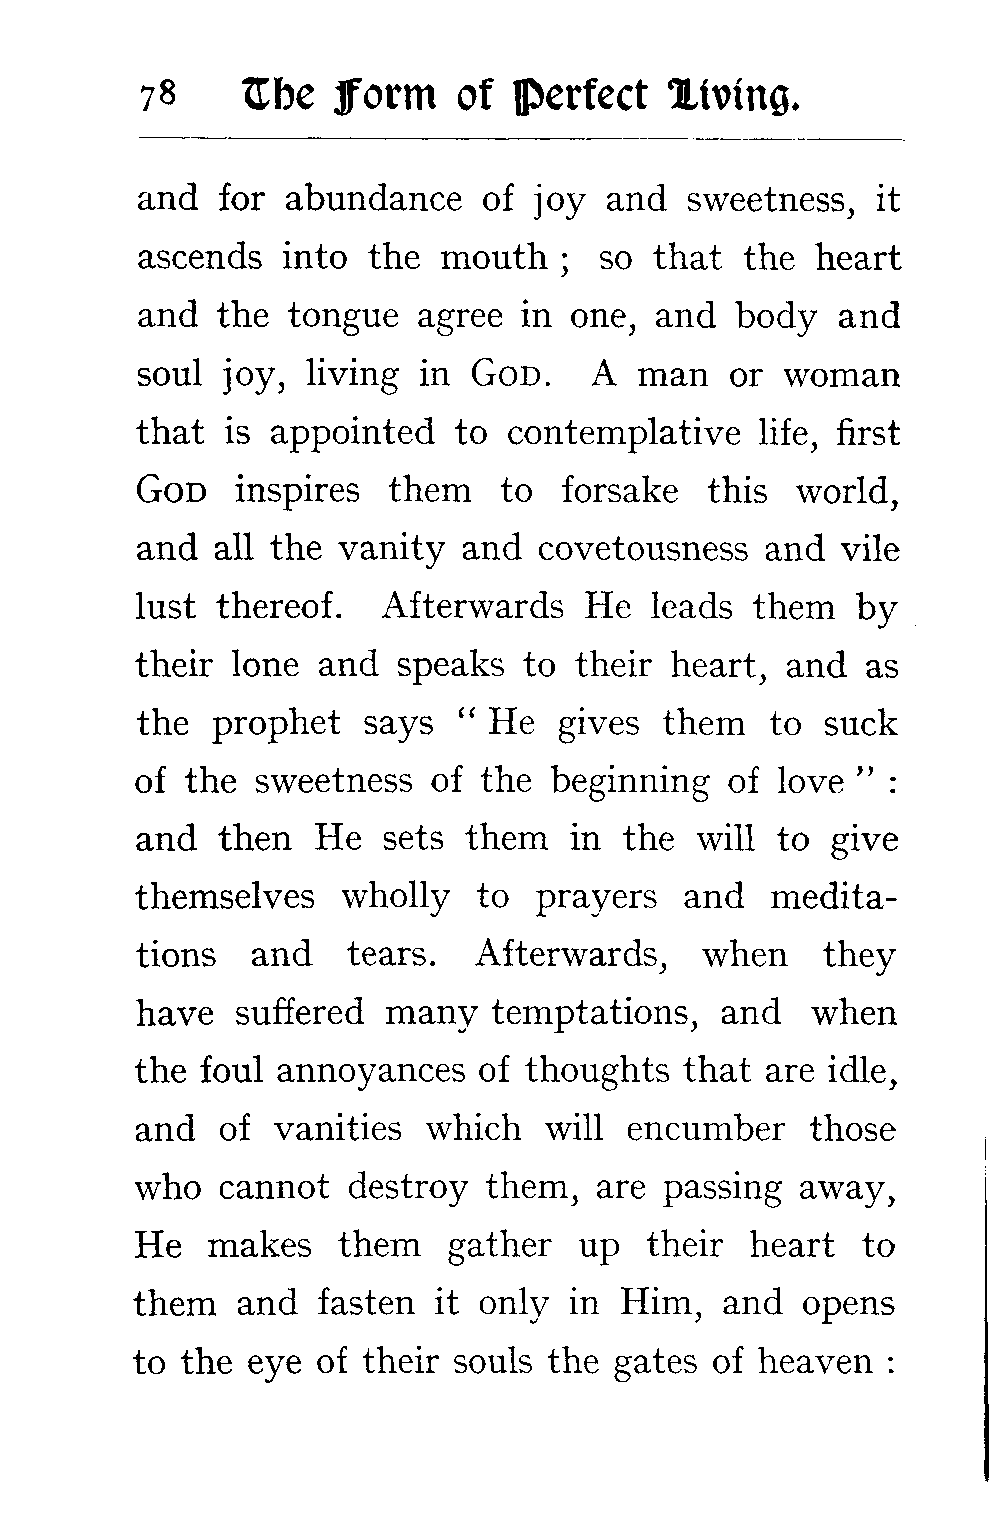 78 The Form of Perfect Living.
and for abundance of joy and sweetness, it
ascends into the mouth ; so that the heart
and the tongue agree in one, and body and
soul joy, living in GOD. A man or woman
that is appointed to contemplative life, first
GOD inspires them to forsake this world,
and all the vanity and covetousness and vile
lust thereof. Afterwards He leads them by
their lone and speaks to their heart, and as
the prophet says “ He gives them to suck
of the sweetness of the beginning of love ” :
and then He sets them in the will to give
themselves wholly to prayers and medita-
tions and tears. Afterwards, when they
have suffered many temptations, and when
the foul annoyances of thoughts that are idle,
and of vanities which will encumber those
who cannot destroy them, are passing away,
He makes them gather up their heart to
them and fasten it only in Him, and opens
to the eye of their souls the gates of heaven :